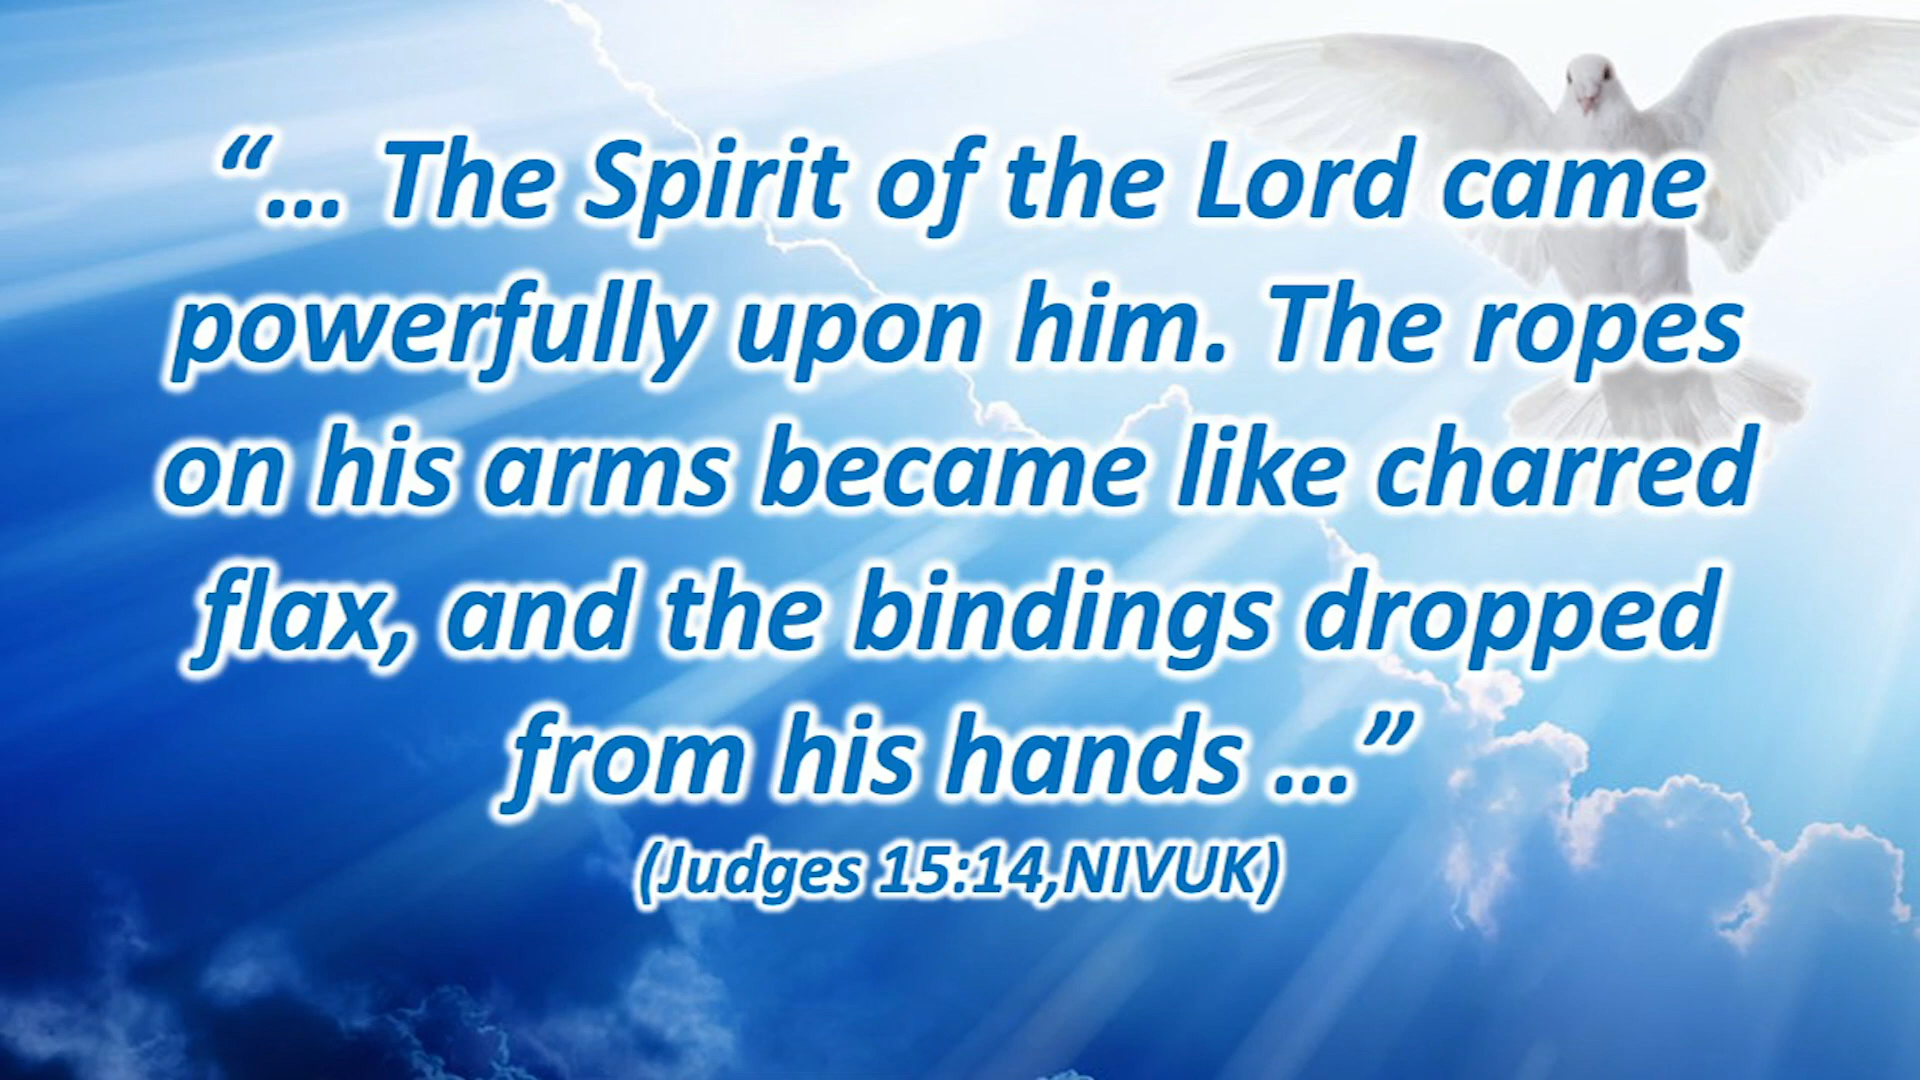 “... The Spirit of the Lord came
powerfully upon him. The ropes
on his arms became like charred
flax, and the bindings dropped
from his hands ...”
(Judges 15:14,NIVUK)